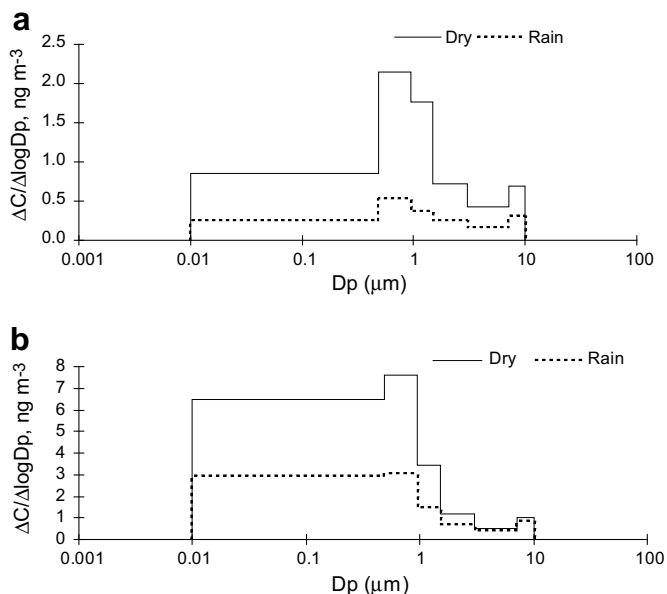 a
Dry Rain
ΔC/ΔlogDp, ng m-3
2.5
2.0
1.5
1.0
0.5
0.0
0.001 0.01 0.1 1 10 100
Dp (μm)
b
Dry Rain
ΔC/ΔlogDp, ng m-3
8
7
6
5
4
3
2
1
0
0.001 0.01 0.1 1 10 100
Dp (μm)